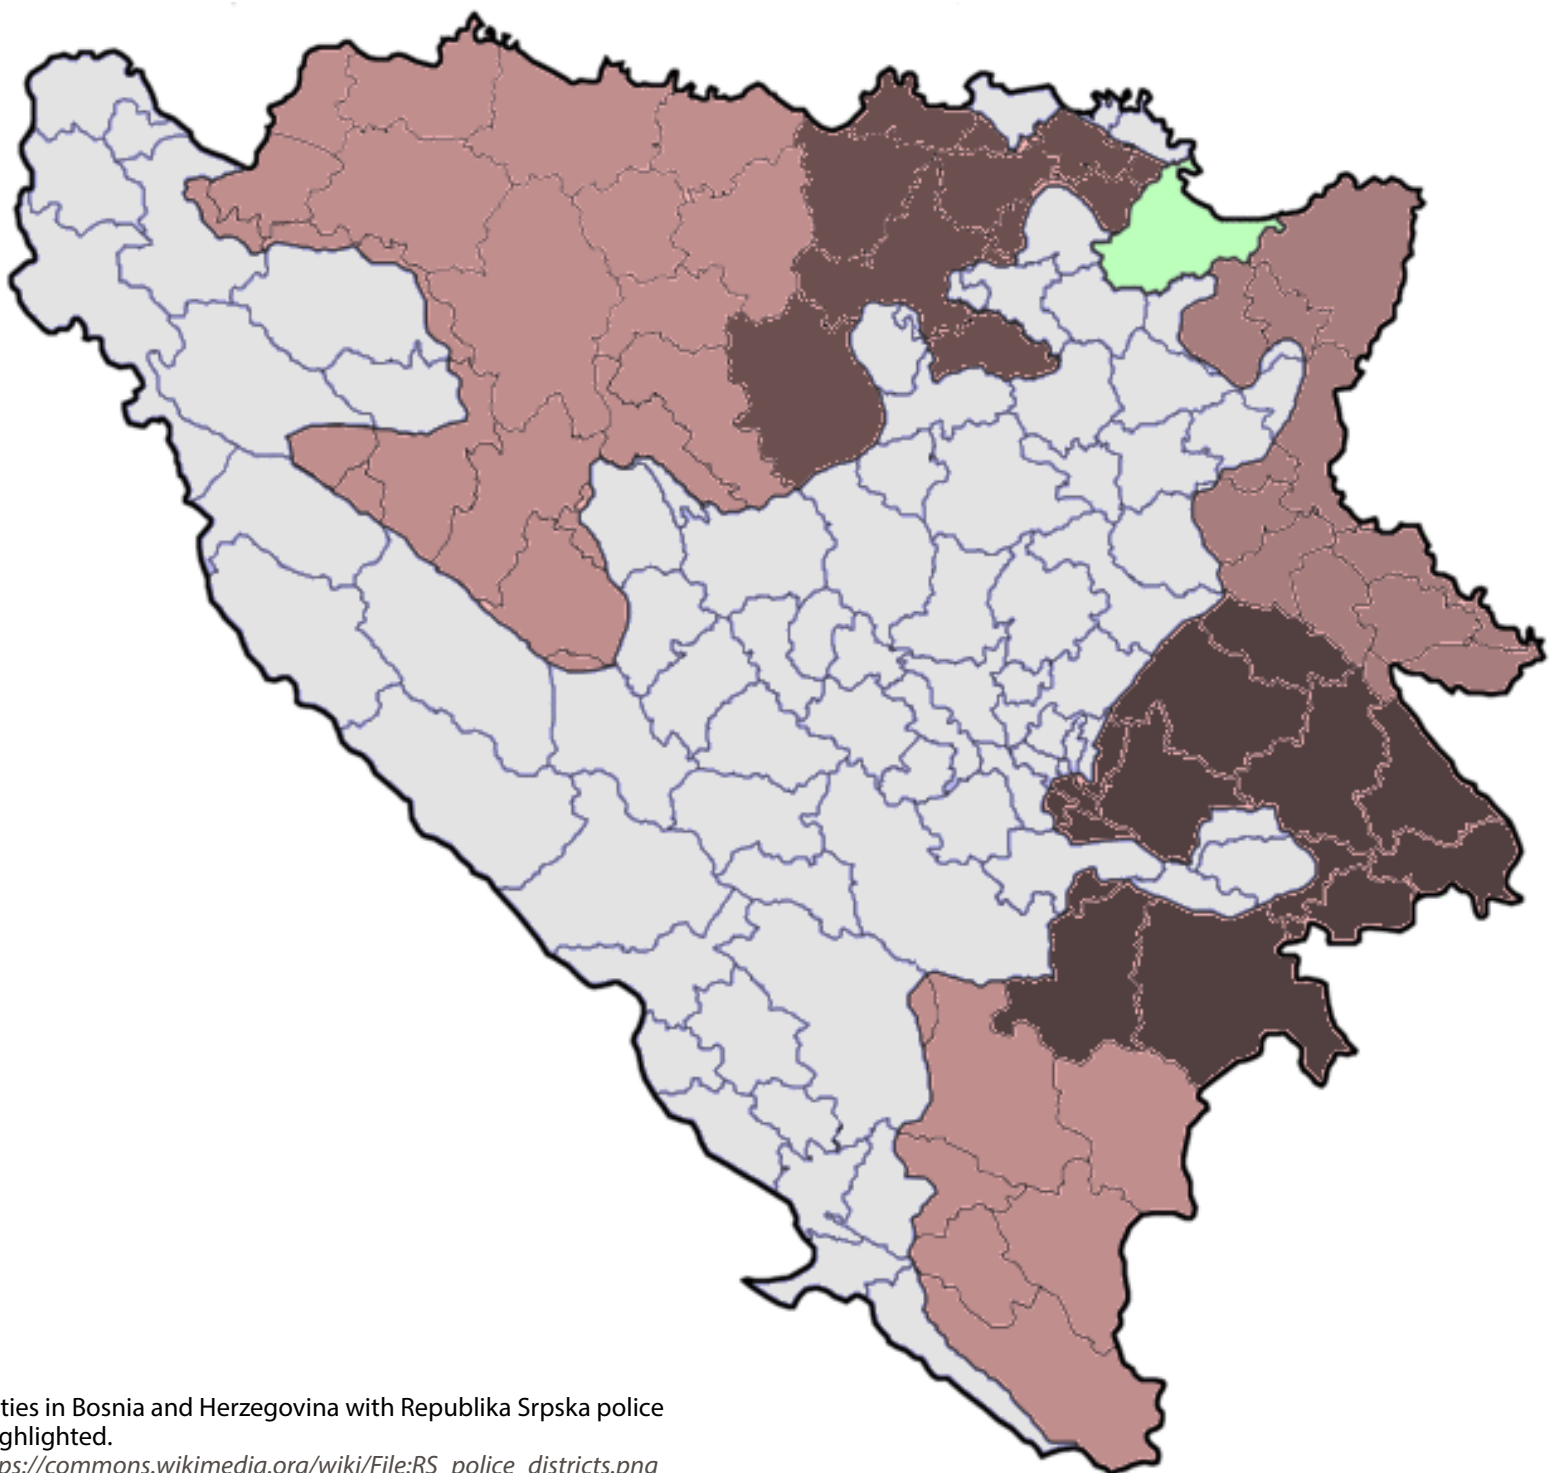 ties in Bosnia and Herzegovina with Republika Srpska police
ghlighted.
ps://commons.wikimedia.org/wiki/File:RS_police_districts.png